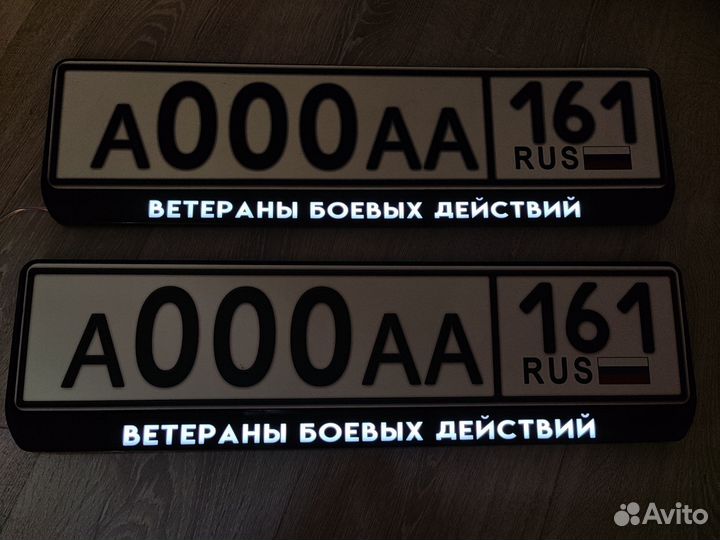 А000АА 161
RUS
ВЕТЕРАНЫ БОЕВЫХ ДЕЙСТВИЙ
А000АА 161
RUS
ВЕТЕРАНЫ БОЕВЫХ ДЕЙСТВИЙ
Avito